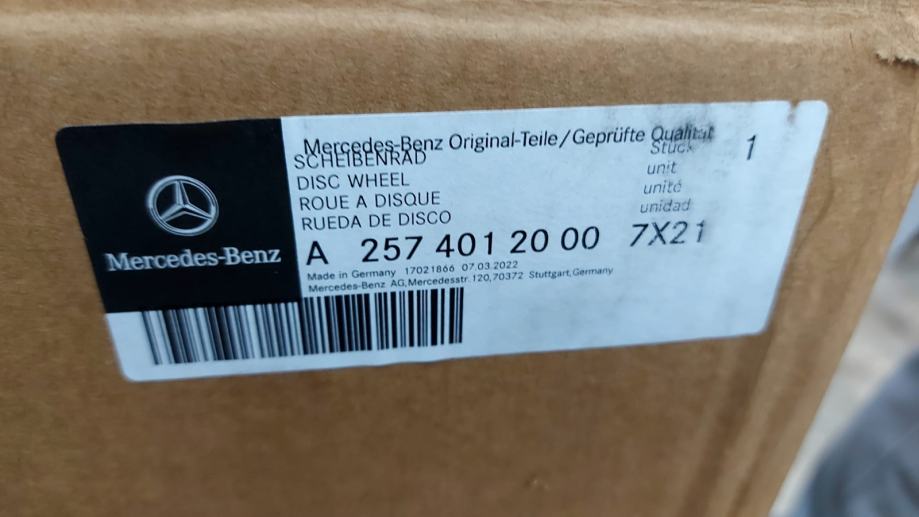 Mercedes-Benz Original-Teile/Geprüfte Qualität
SCHEIBENRAD
Stück
1
DISC WHEEL
unit
ROUE A DISQUE
unité
RUEDA DE DISCO
unidad
A 257 401 20 00 7X21
Made in Germany 17021866 07.03.2022
Mercedes-Benz AG,Mercedesstr.120,70372 Stuttgart,Germany
Mercedes-Benz